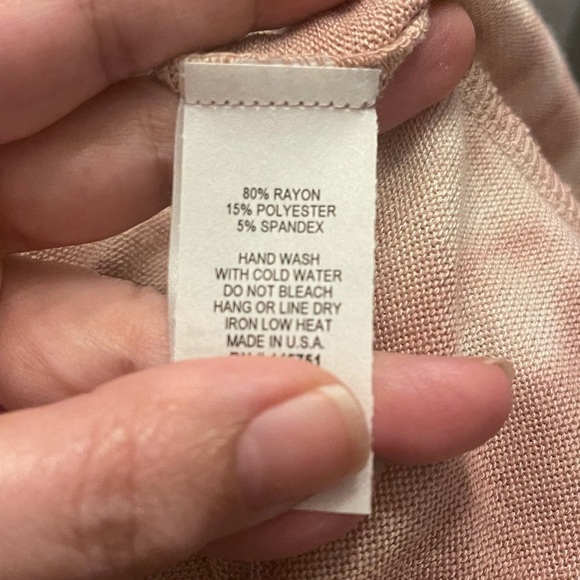 80% RAYON
15% POLYESTER
5% SPANDEX
HAND WASH
WITH COLD WATER
DO NOT BLEACH
HANG OR LINE DRY
IRON LOW HEAT
MADE IN U.S.A.